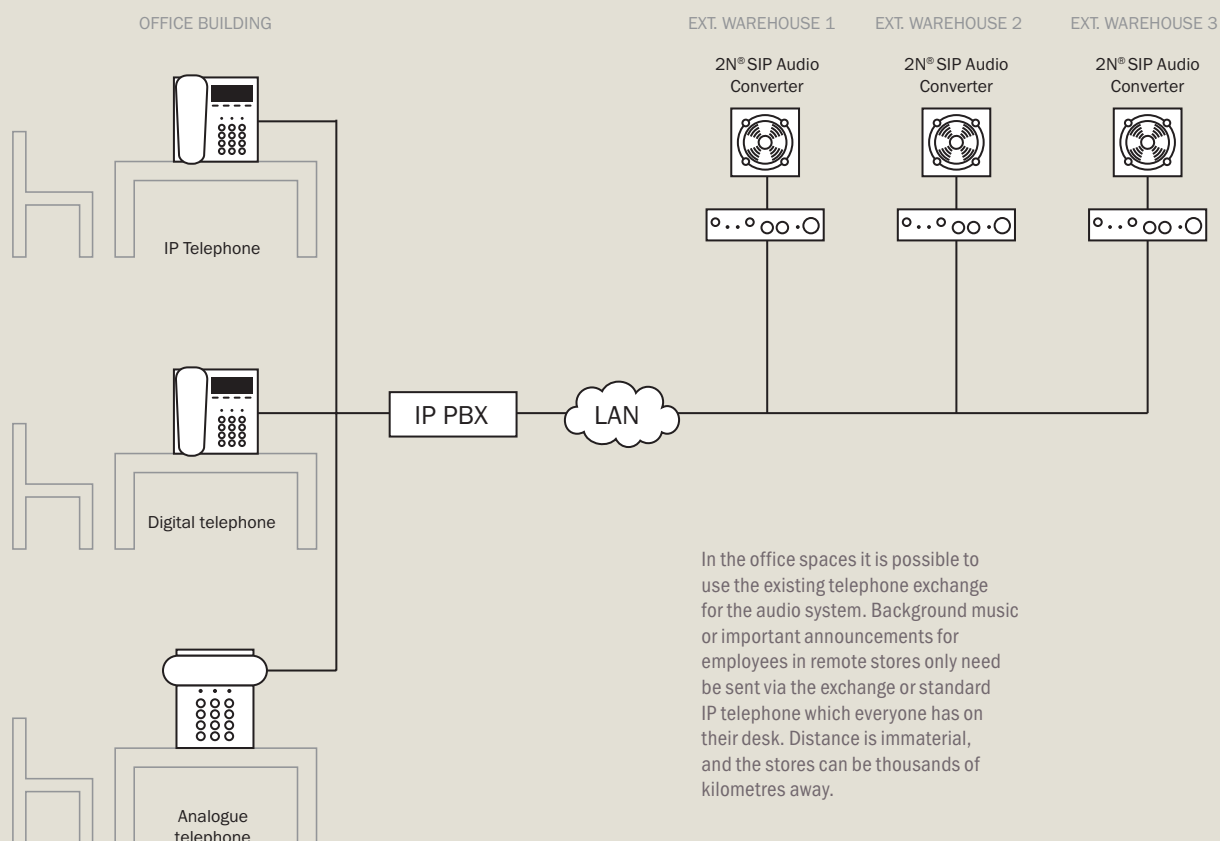 OFFICE BUILDING
EXT. WAREHOUSE 1
EXT. WAREHOUSE 2
EXT. WAREHOUSE 3
2N® SIP Audio
Converter
2N® SIP Audio
Converter
2N® SIP Audio
Converter
IP Telephone
IP PBX
LAN
Digital telephone
In the office spaces it is possible to
use the existing telephone exchange
for the audio system. Background music
or important announcements for
employees in remote stores only need
be sent via the exchange or standard
IP telephone which everyone has on
their desk. Distance is immaterial,
and the stores can be thousands of
kilometres away.
Analogue
telephone